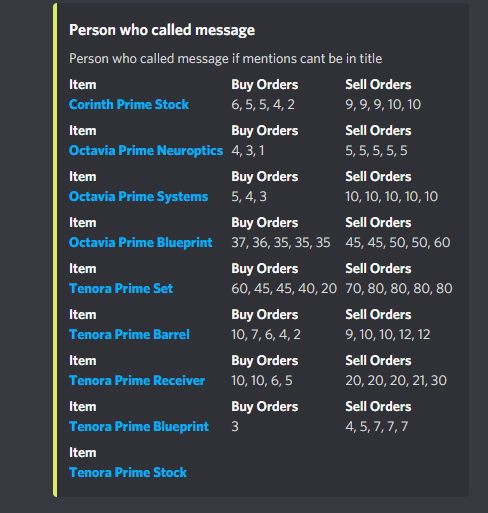 Person who called message
Person who called message if mentions cant be in title
Item Buy Orders Sell Orders
Corinth Prime Stock 6, 5, 5, 4, 2 9, 9, 9, 10, 10
Item Buy Orders Sell Orders
Octavia Prime Neuroptics 4, 3, 1 5, 5, 5, 5, 5
Item Buy Orders Sell Orders
Octavia Prime Systems 5, 4, 3 10, 10, 10, 10, 10
Item Buy Orders Sell Orders
Octavia Prime Blueprint 37, 36, 35, 35, 35 45, 45, 50, 50, 60
Item Buy Orders Sell Orders
Tenora Prime Set 60, 45, 45, 40, 20 70, 80, 80, 80, 80
Item Buy Orders Sell Orders
Tenora Prime Barrel 10, 7, 6, 4, 2 9, 10, 10, 12, 12
Item Buy Orders Sell Orders
Tenora Prime Receiver 10, 10, 6, 5 20, 20, 20, 21, 30
Item Buy Orders Sell Orders
Tenora Prime Blueprint 3 4, 5, 7, 7, 7
Item
Tenora Prime Stock